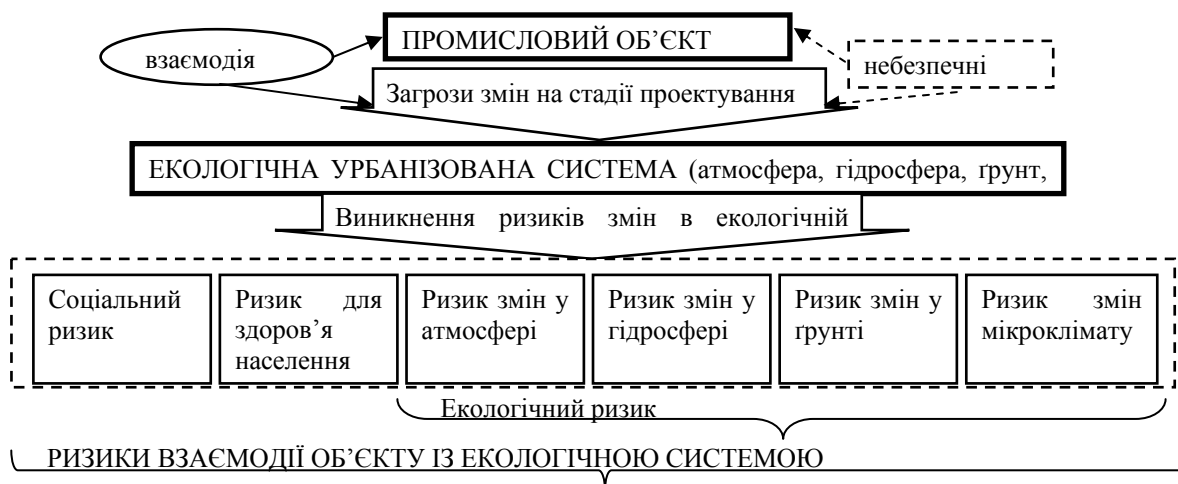 ПРОМИСЛОВИЙ ОБ’ЄКТ
взаємодія
небезпечні
Загрози змін на стадії проектування
ЕКОЛОГІЧНА УРБАНІЗОВАНА СИСТЕМА (атмосфера, гідросфера, ґрунт,
Виникнення ризиків змін в екологічній
Соціальний
ризик
Ризик для
здоров’я
населення
Ризик змін у
атмосфері
Ризик змін у
гідросфері
Ризик змін у
ґрунті
Ризик змін
мікроклімату
Екологічний ризик
РИЗИКИ ВЗАЄМОДІЇ ОБ’ЄКТУ ІЗ ЕКОЛОГІЧНОЮ СИСТЕМОЮ